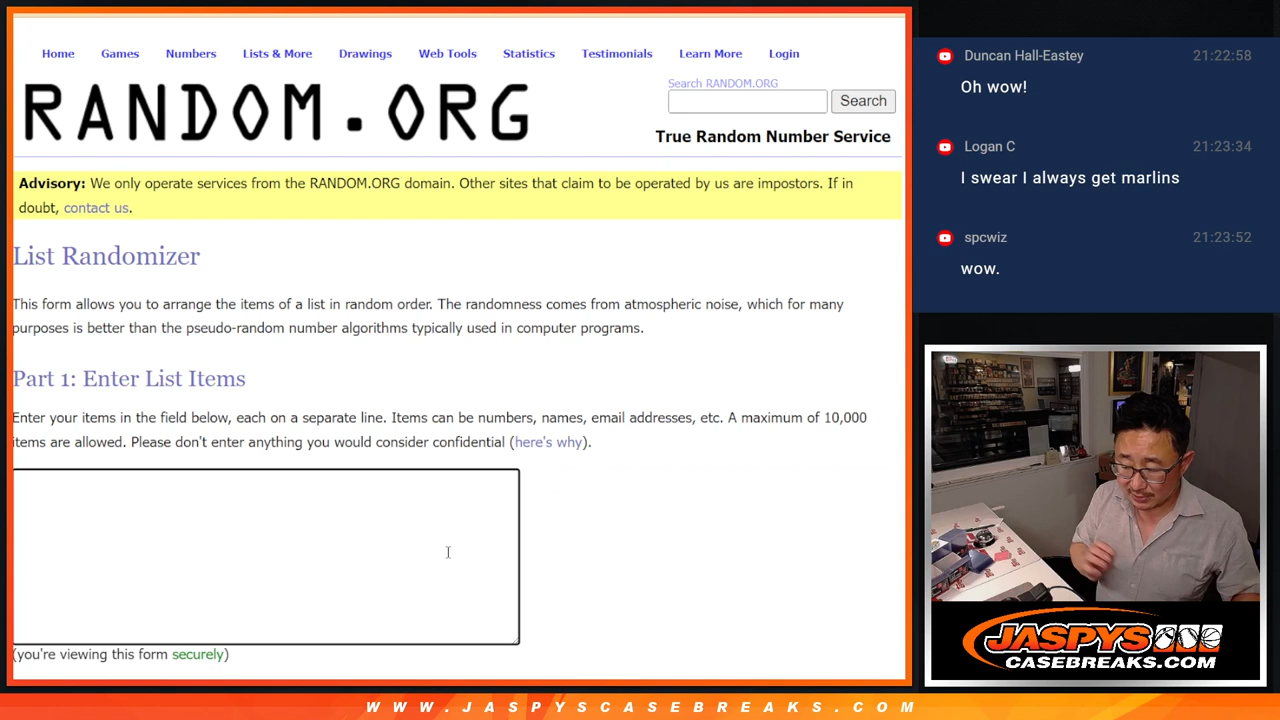 Home Games Numbers Lists & More Drawings Web Tools Statistics Testimonials Learn More Login
RANDOM.ORG
Search RANDOM.ORG
Search
True Random Number Service
Advisory: We only operate services from the RANDOM.ORG domain. Other sites that claim to be operated by us are impostors. If in
doubt, contact us.
List Randomizer
This form allows you to arrange the items of a list in random order. The randomness comes from atmospheric noise, which for many
purposes is better than the pseudo-random number algorithms typically used in computer programs.
Part 1: Enter List Items
Enter your items in the field below, each on a separate line. Items can be numbers, names, email addresses, etc. A maximum of 10,000
items are allowed. Please don't enter anything you would consider confidential (here's why).
(you're viewing this form securely)
Duncan Hall-Eastey 21:22:58
Oh wow!
Logan C 21:23:34
I swear I always get marlins
spcwiz 21:23:52
wow.
JASPYS
CASEBREAKS.COM
WWW.JASPYSCASEBREAKS.COM